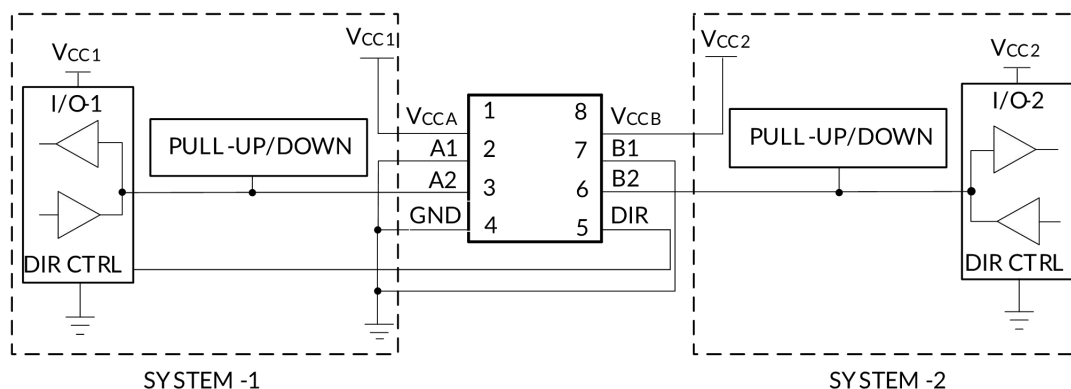 VCC1
I/O-1
PULL-UP/DOWN
DIR CTRL
VCC1
VCCA
A1
A2
GND
1
2
3
4
8
7
6
5
VCCB
B1
B2
DIR
VCC2
PULL-UP/DOWN
VCC2
I/O-2
DIR CTRL
SYSTEM -1
SYSTEM -2